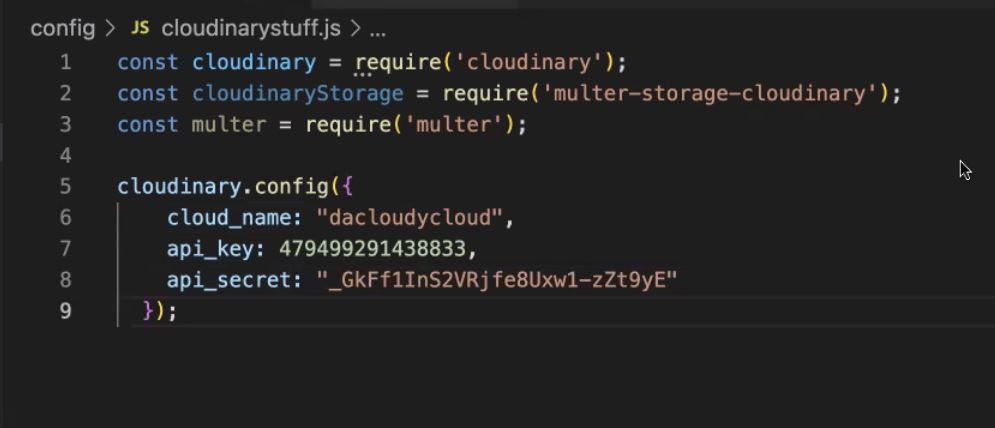 config > JS cloudinarystuff.js > ...
1 const cloudinary = require('cloudinary');
2 const cloudinaryStorage = require('multer-storage-cloudinary');
3 const multer = require('multer');
4
5 cloudinary.config({
6 cloud_name: "dacloudycloud",
7 api_key: 479499291438833,
8 api_secret: "_GkFf1InS2VRjfe8Uxw1-zZt9yE"
9 });